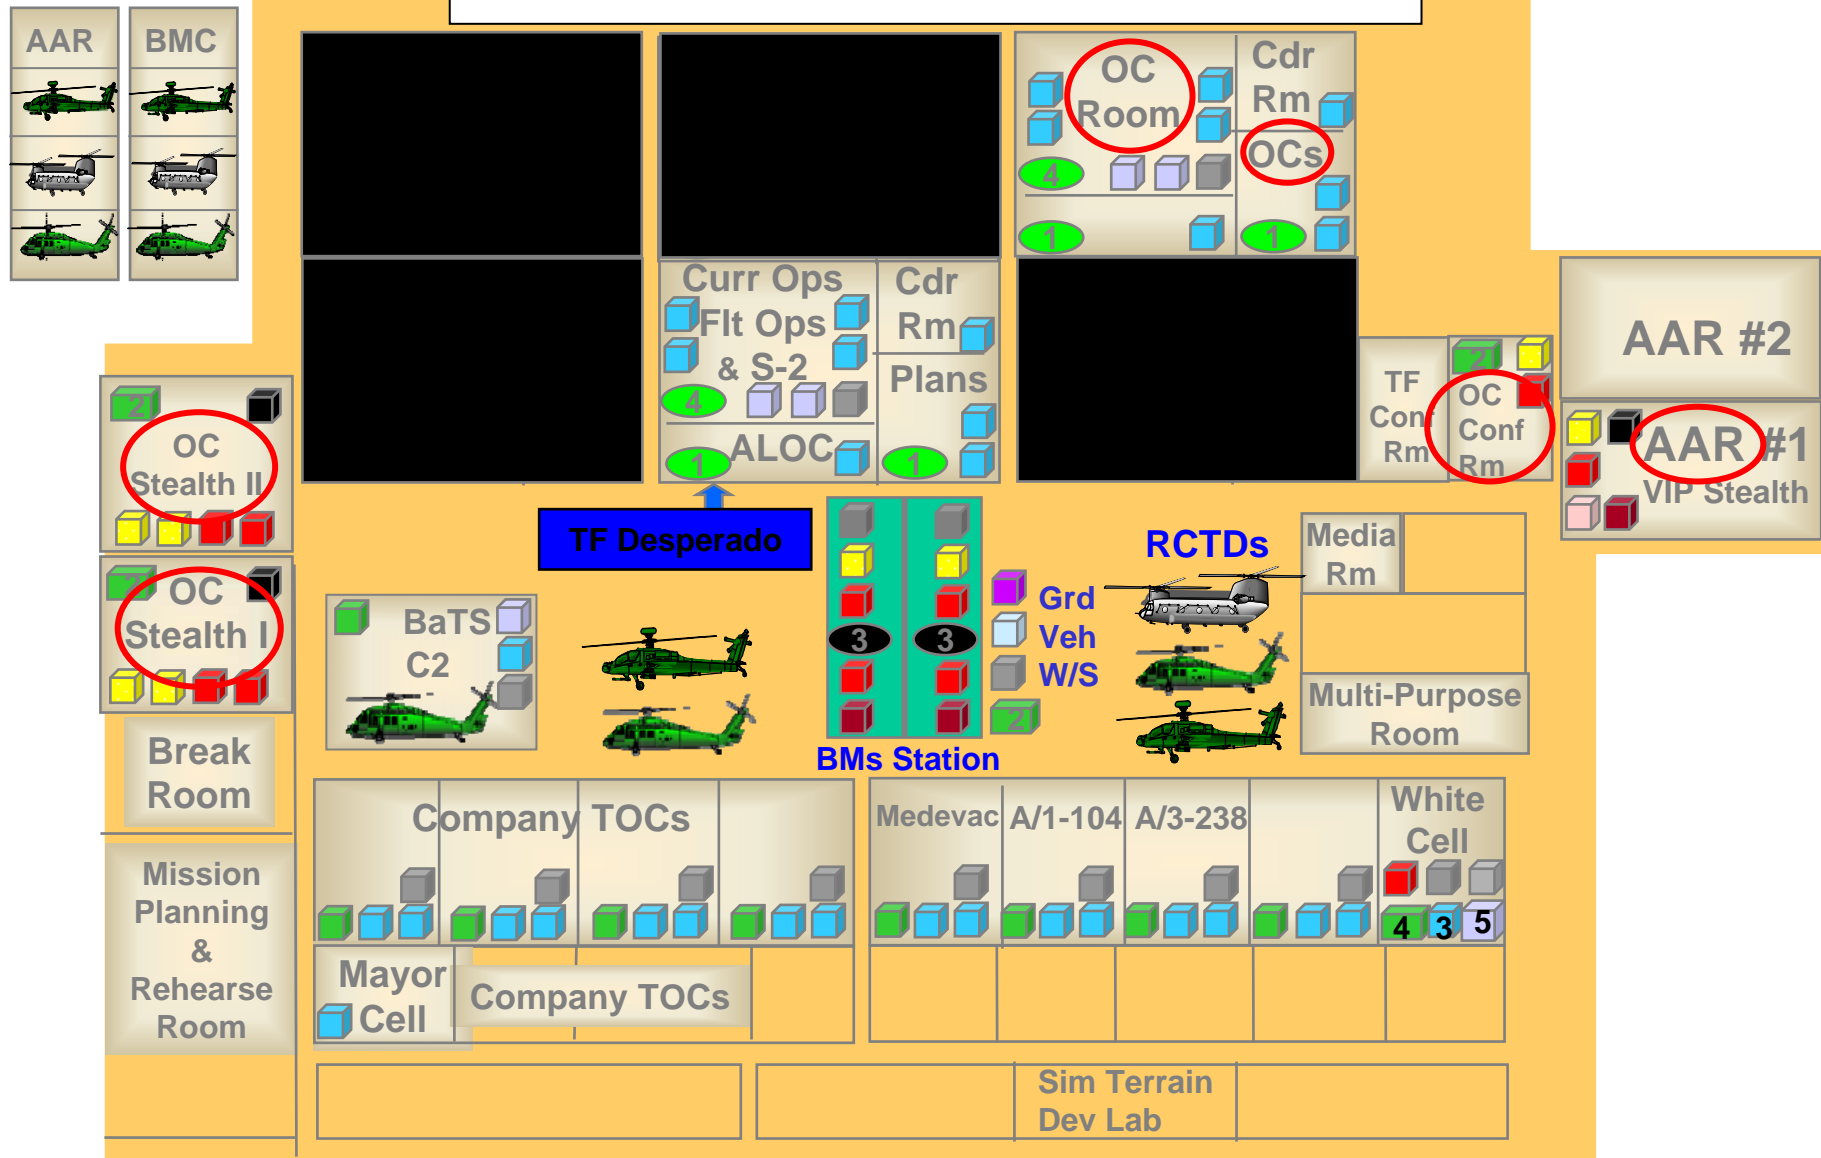 AAR
BMC
OC
Room
Cdr
Rm
OCs
4
1
1
Curr Ops
Flt Ops
& S-2
Cdr
Rm
Plans
4
ALOC
1
1
TF
Conf
Rm
2
OC
Conf
Rm
AAR #2
AAR #1
VIP Stealth
2
OC
Stealth II
2
OC
Stealth I
TF Desperado
BaTS
C2
3
3
BMs Station
Grd
Veh
W/S
2
RCTDs
Media
Rm
Multi-Purpose
Room
Break
Room
Mission
Planning
&
Rehearse
Room
Company TOCs
Medevac
A/1-104
A/3-238
White
Cell
4
3
5
Mayor
Cell
Company TOCs
Sim Terrain
Dev Lab